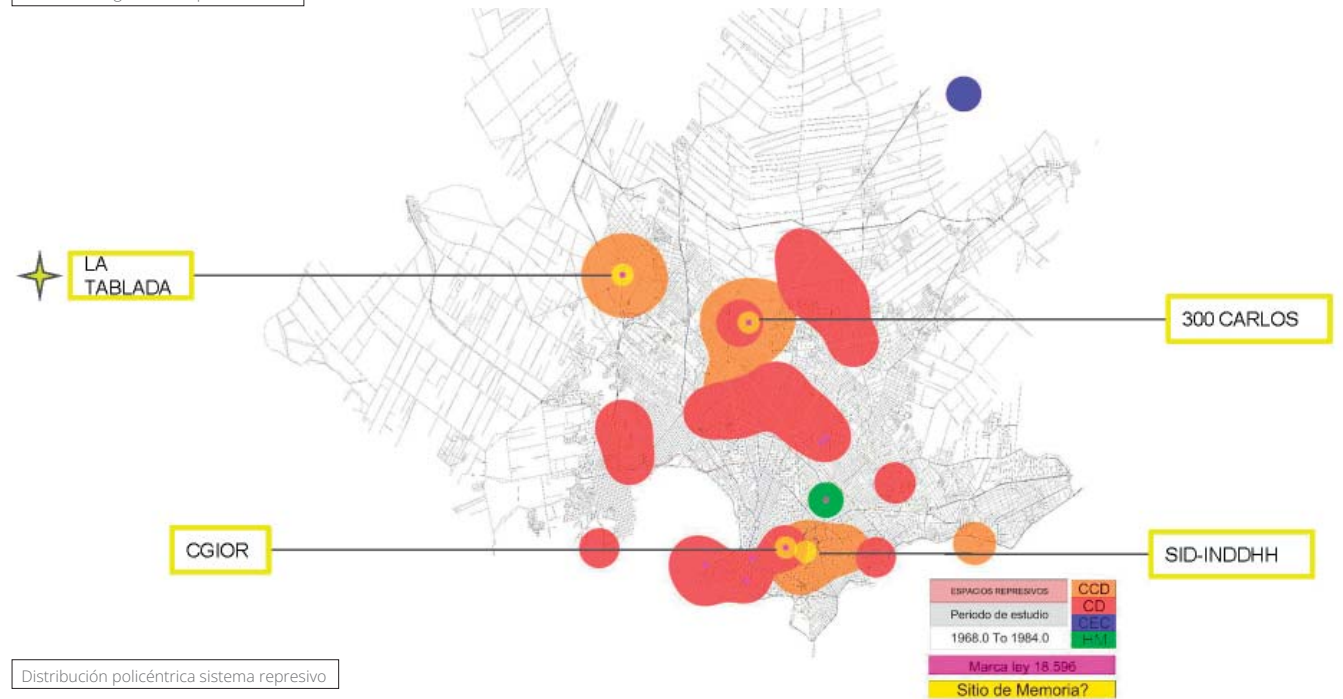 LA
TABLADA
300 CARLOS
CGIOR
SID-INDDHH
ESPACIOS REPRESIVOS
CCD
CD
CEC
HM
Periodo de estudio
1968.0 To 1984.0
Marca ley 18.596
Sitio de Memoria?
Distribución policéntrica sistema represivo